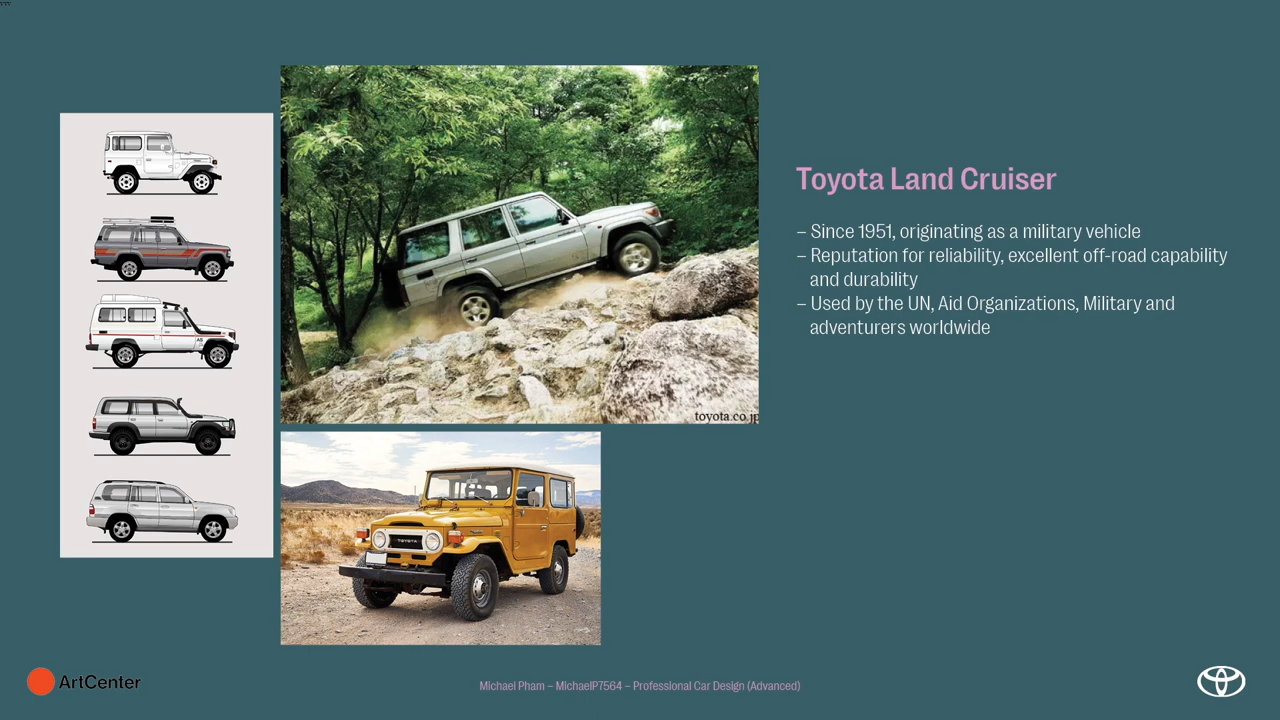 Toyota Land Cruiser
– Since 1951, originating as a military vehicle
– Reputation for reliability, excellent off-road capability
and durability
– Used by the UN, Aid Organizations, Military and
adventurers worldwide
toyota.co.jp
TOYOTA
ArtCenter
Michael Pham – MichaelP7564 – Professional Car Design (Advanced)